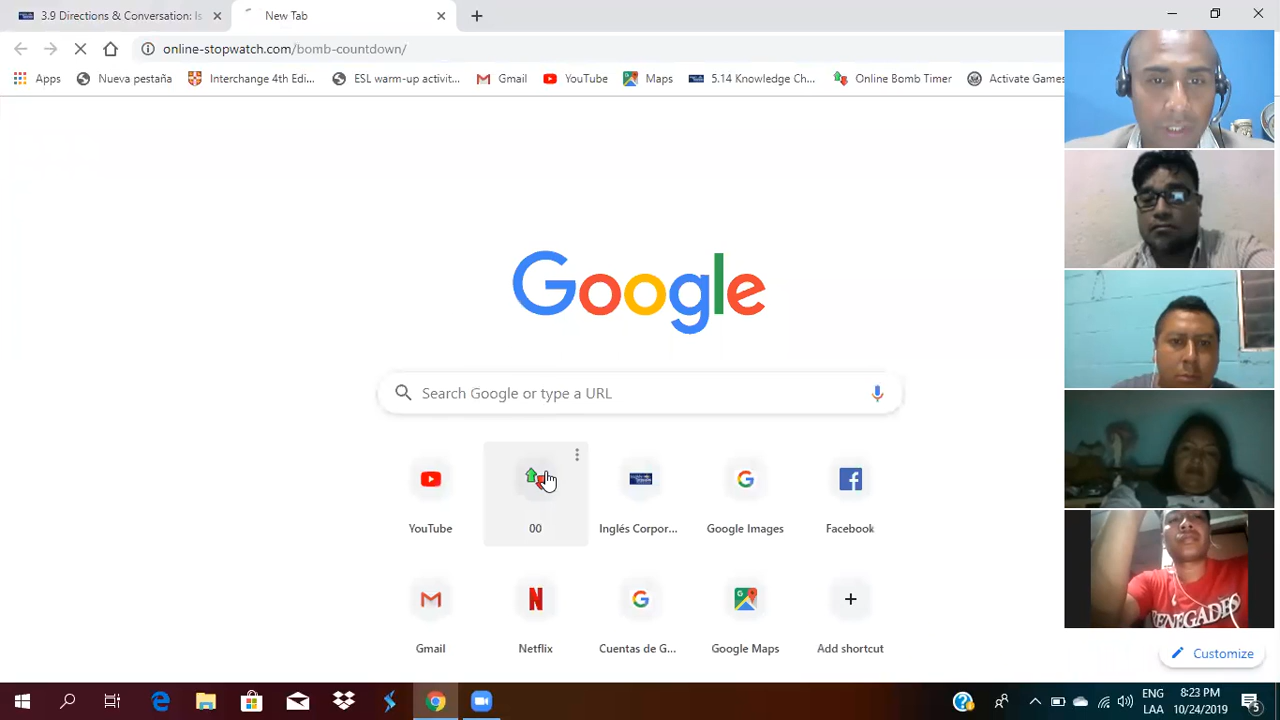 3.9 Directions & Conversation: Is
New Tab
online-stopwatch.com/bomb-countdown/
Apps
Nueva pestaña
Interchange 4th Edi...
ESL warm-up activit...
Gmail
YouTube
Maps
5.14 Knowledge Ch...
Online Bomb Timer
Activate Games
Google
Search Google or type a URL
YouTube
00
Inglés Corpor...
Google Images
Facebook
Gmail
Netflix
Cuentas de G...
Google Maps
Add shortcut
RENEGADES
Customize
ENG
8:23 PM
LAA
10/24/2019
5